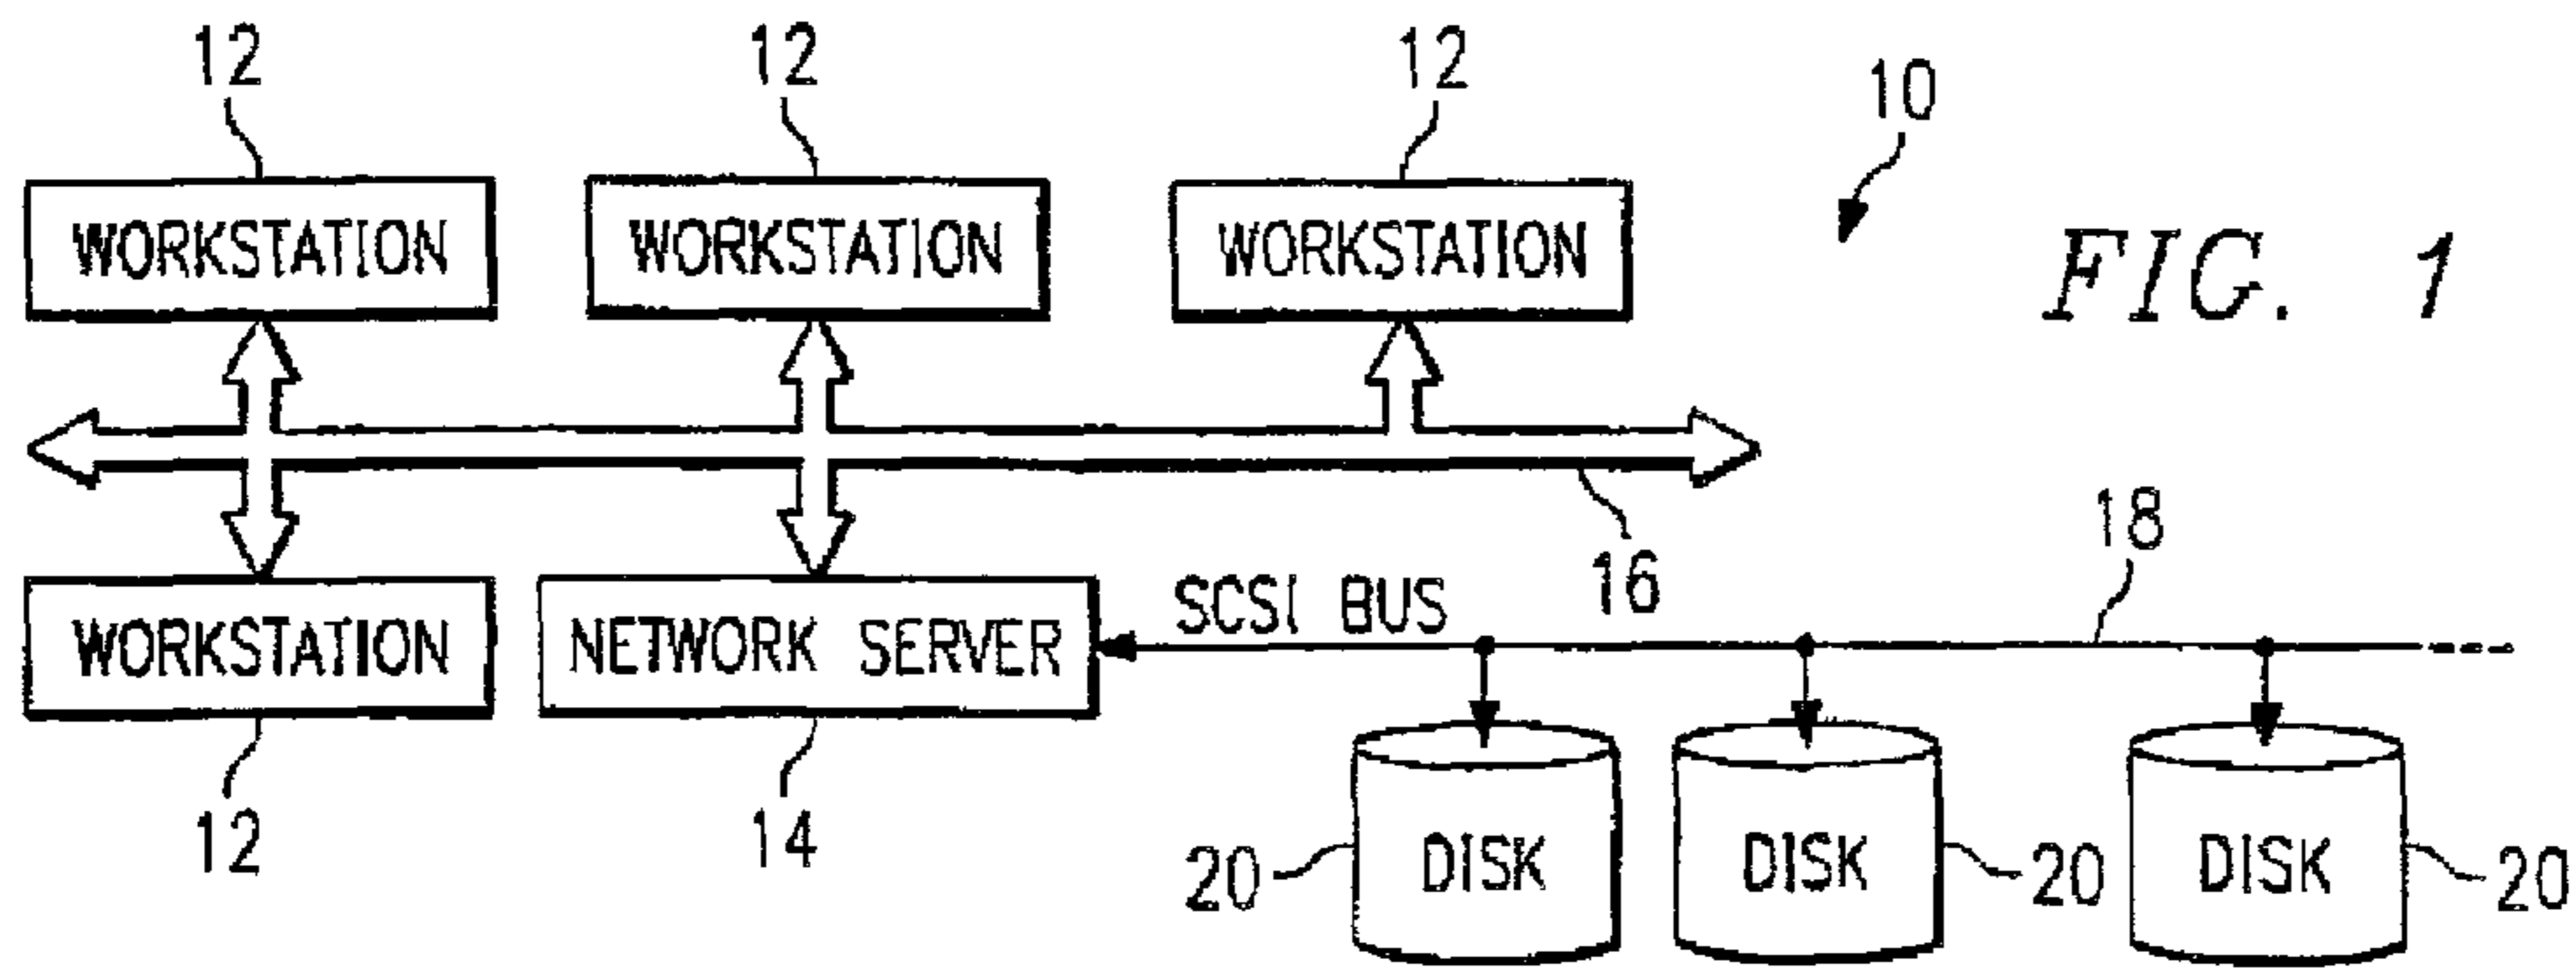 12 12 12 10
WORKSTATION WORKSTATION WORKSTATION
FIG. 1
16
18
SCSI BUS
WORKSTATION NETWORK SERVER
12 14
20 DISK DISK 20 DISK 20